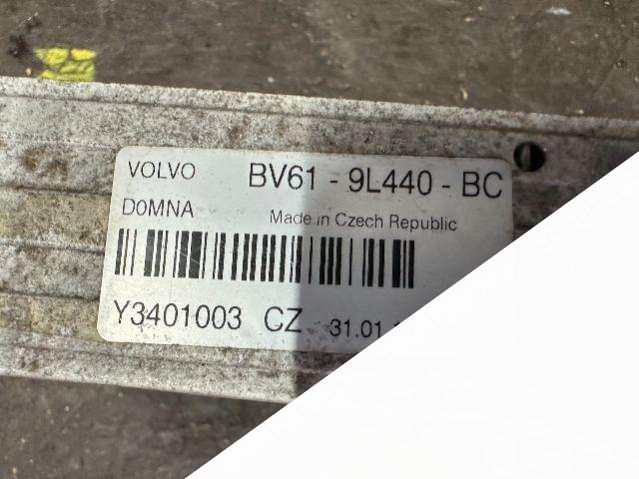 VOLVO BV61 - 9L440 - BC
D0MNA Made in Czech Republic
Y3401003 CZ 31.01.